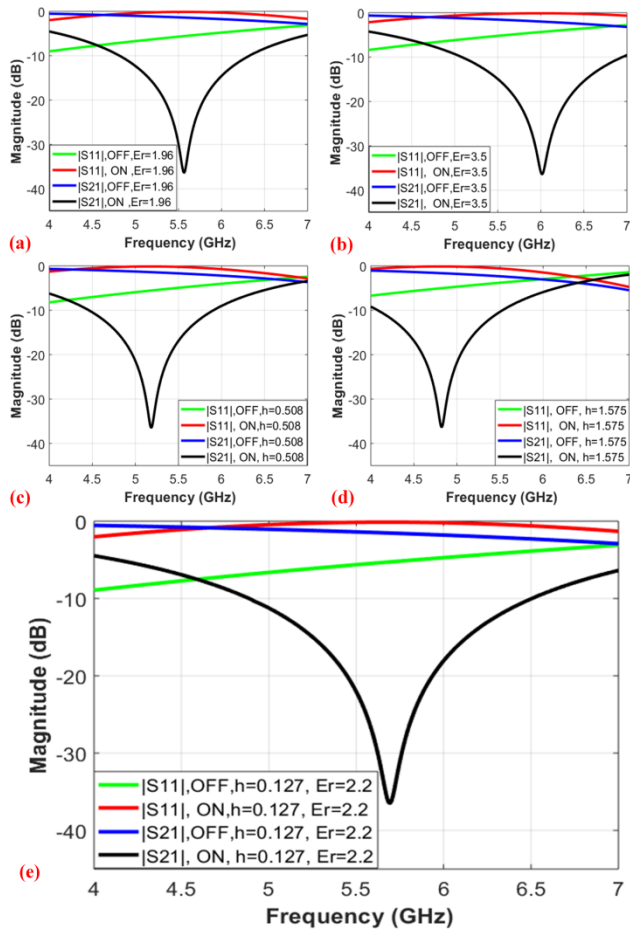 0
-10
-20
-30
-40
Magnitude (dB)
|S11|,OFF,Er=1.96
|S11|, ON ,Er=1.96
|S21|,OFF,Er=1.96
|S21|,ON ,Er=1.96
4 4.5 5 5.5 6 6.5 7
Frequency (GHz)
(a)
0
-10
-20
-30
-40
Magnitude (dB)
|S11|,OFF,Er=3.5
|S11|, ON,Er=3.5
|S21|,OFF,Er=3.5
|S21|, ON,Er=3.5
4 4.5 5 5.5 6 6.5 7
Frequency (GHz)
(b)
0
-10
-20
-30
-40
Magnitude (dB)
|S11|,OFF,h=0.508
|S11|, ON,h=0.508
|S21|,OFF,h=0.508
|S21|, ON, h=0.508
4 4.5 5 5.5 6 6.5 7
Frequency (GHz)
(c)
0
-10
-20
-30
-40
Magnitude (dB)
|S11|, OFF, h=1.575
|S11|, ON, h=1.575
|S21|, OFF, h=1.575
|S21|, ON, h=1.575
4 4.5 5 5.5 6 6.5 7
Frequency (GHz)
(d)
0
-10
-20
-30
-40
Magnitude (dB)
|S11|,OFF,h=0.127, Er=2.2
|S11|, ON,h=0.127, Er=2.2
|S21|,OFF,h=0.127, Er=2.2
|S21|, ON, h=0.127, Er=2.2
4 4.5 5 5.5 6 6.5 7
Frequency (GHz)
(e)